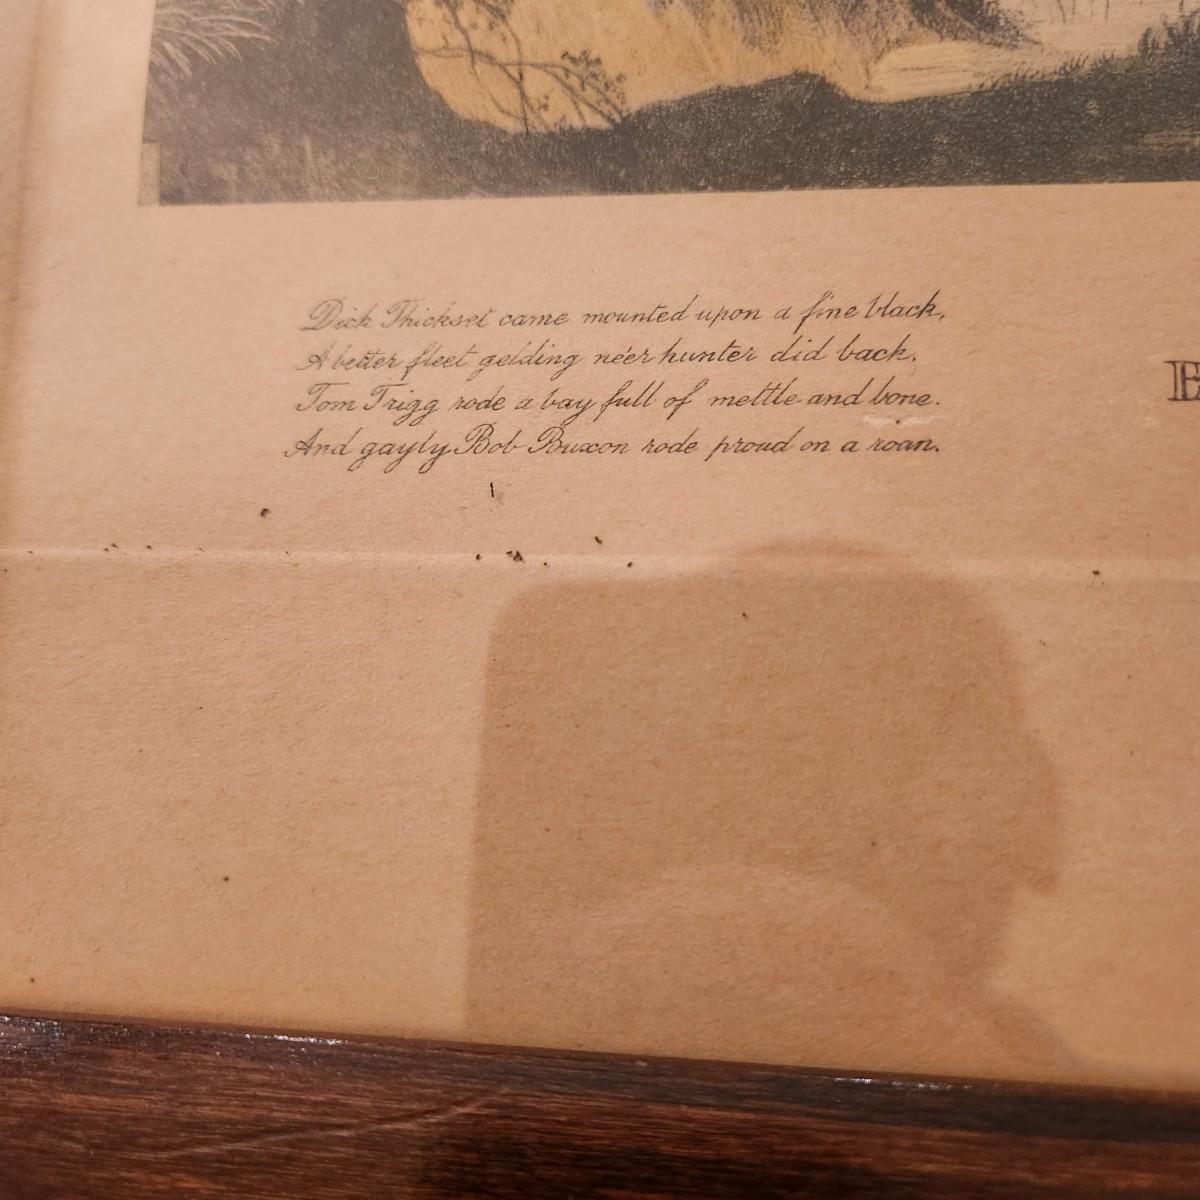 Dick Thickset came mounted upon a fine black,
A better fleet gelding ne'er hunter did back.
Tom Trigg rode a bay full of mettle and bone.
And gayly Bob Buxon rode proud on a roan.